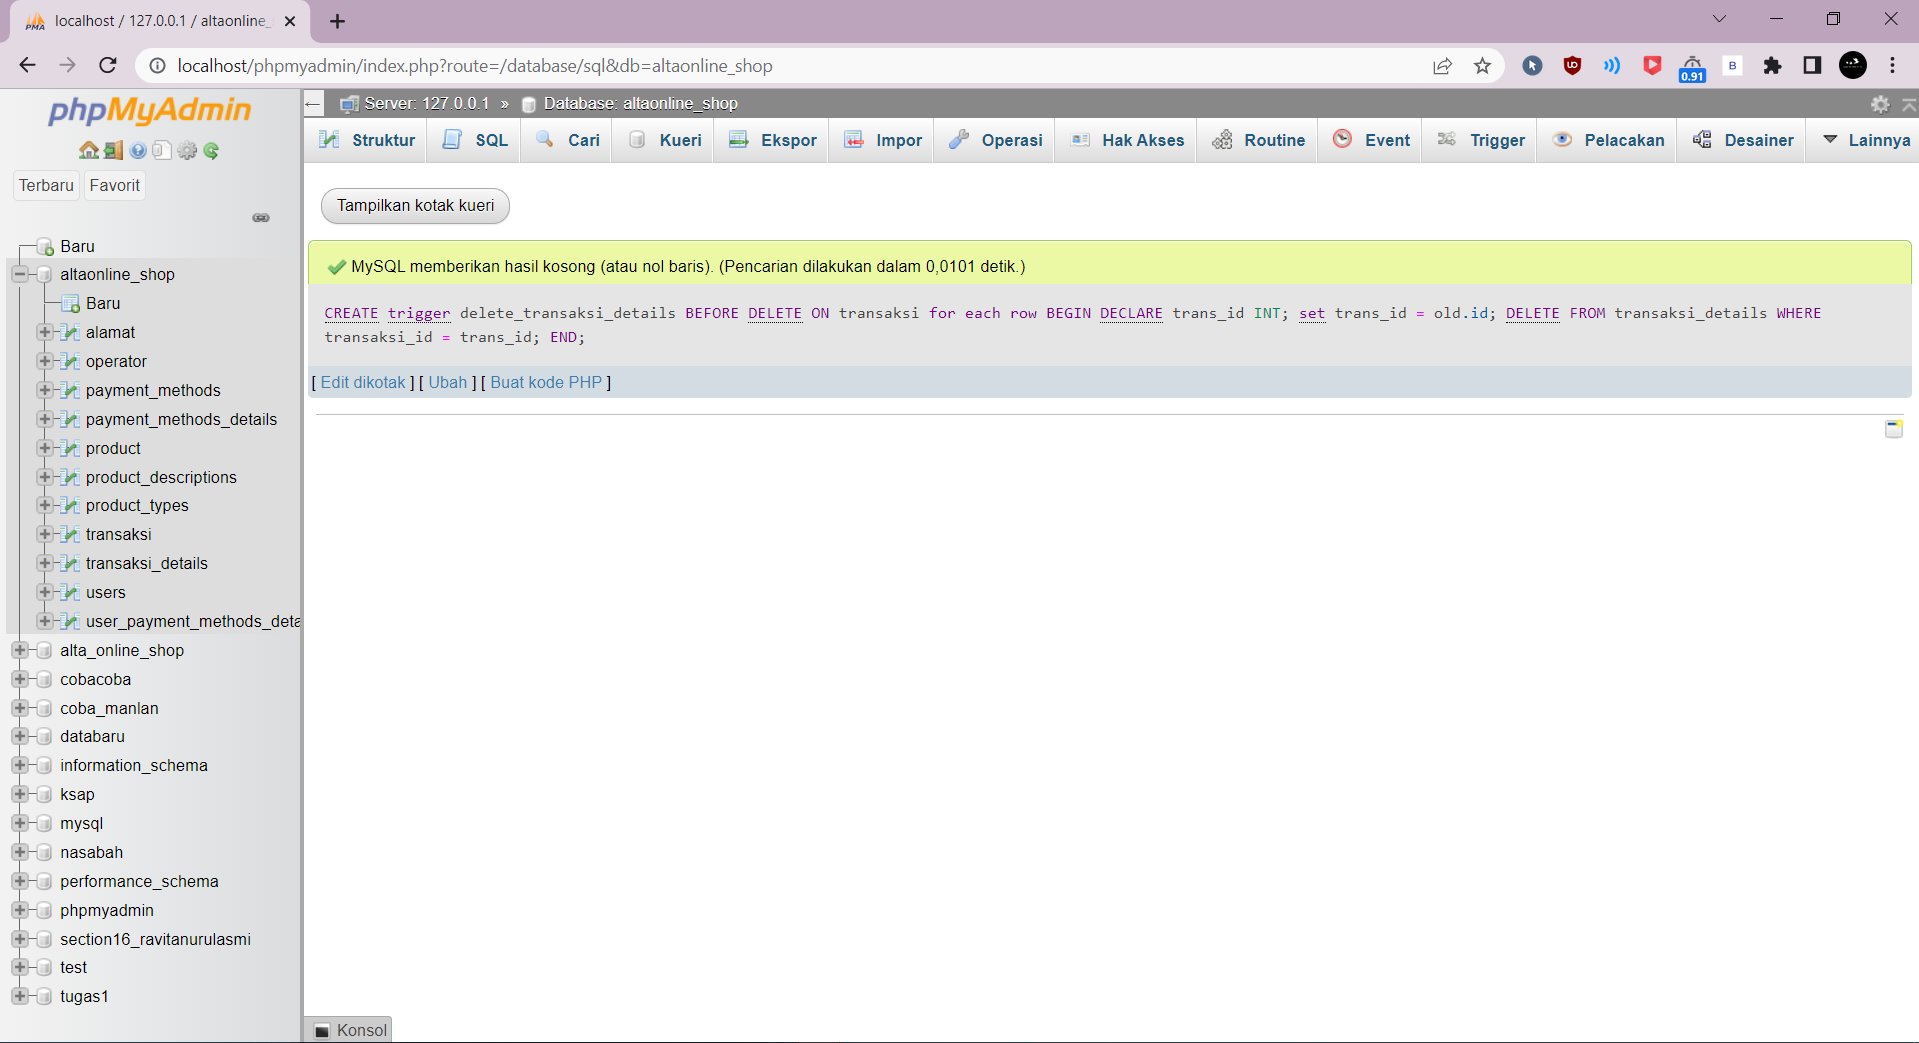 localhost / 127.0.0.1 / altaonline_
localhost/phpmyadmin/index.php?route=/database/sql&db=altaonline_shop
0.91
B
phpMyAdmin
Terbaru
Favorit
Baru
altaonline_shop
Baru
alamat
operator
payment_methods
payment_methods_details
product
product_descriptions
product_types
transaksi
transaksi_details
users
user_payment_methods_deta
alta_online_shop
cobacoba
coba_manlan
databaru
information_schema
ksap
mysql
nasabah
performance_schema
phpmyadmin
section16_ravitanurulasmi
test
tugas1
Server: 127.0.0.1 » Database: altaonline_shop
Struktur SQL Cari Kueri Ekspor Impor Operasi Hak Akses Routine Event Trigger Pelacakan Desainer Lainnya
Tampilkan kotak kueri
MySQL memberikan hasil kosong (atau nol baris). (Pencarian dilakukan dalam 0,0101 detik.)
CREATE trigger delete_transaksi_details BEFORE DELETE ON transaksi for each row BEGIN DECLARE trans_id INT; set trans_id = old.id; DELETE FROM transaksi_details WHERE
transaksi_id = trans_id; END;
[ Edit dikotak ] [ Ubah ] [ Buat kode PHP ]
Konsol